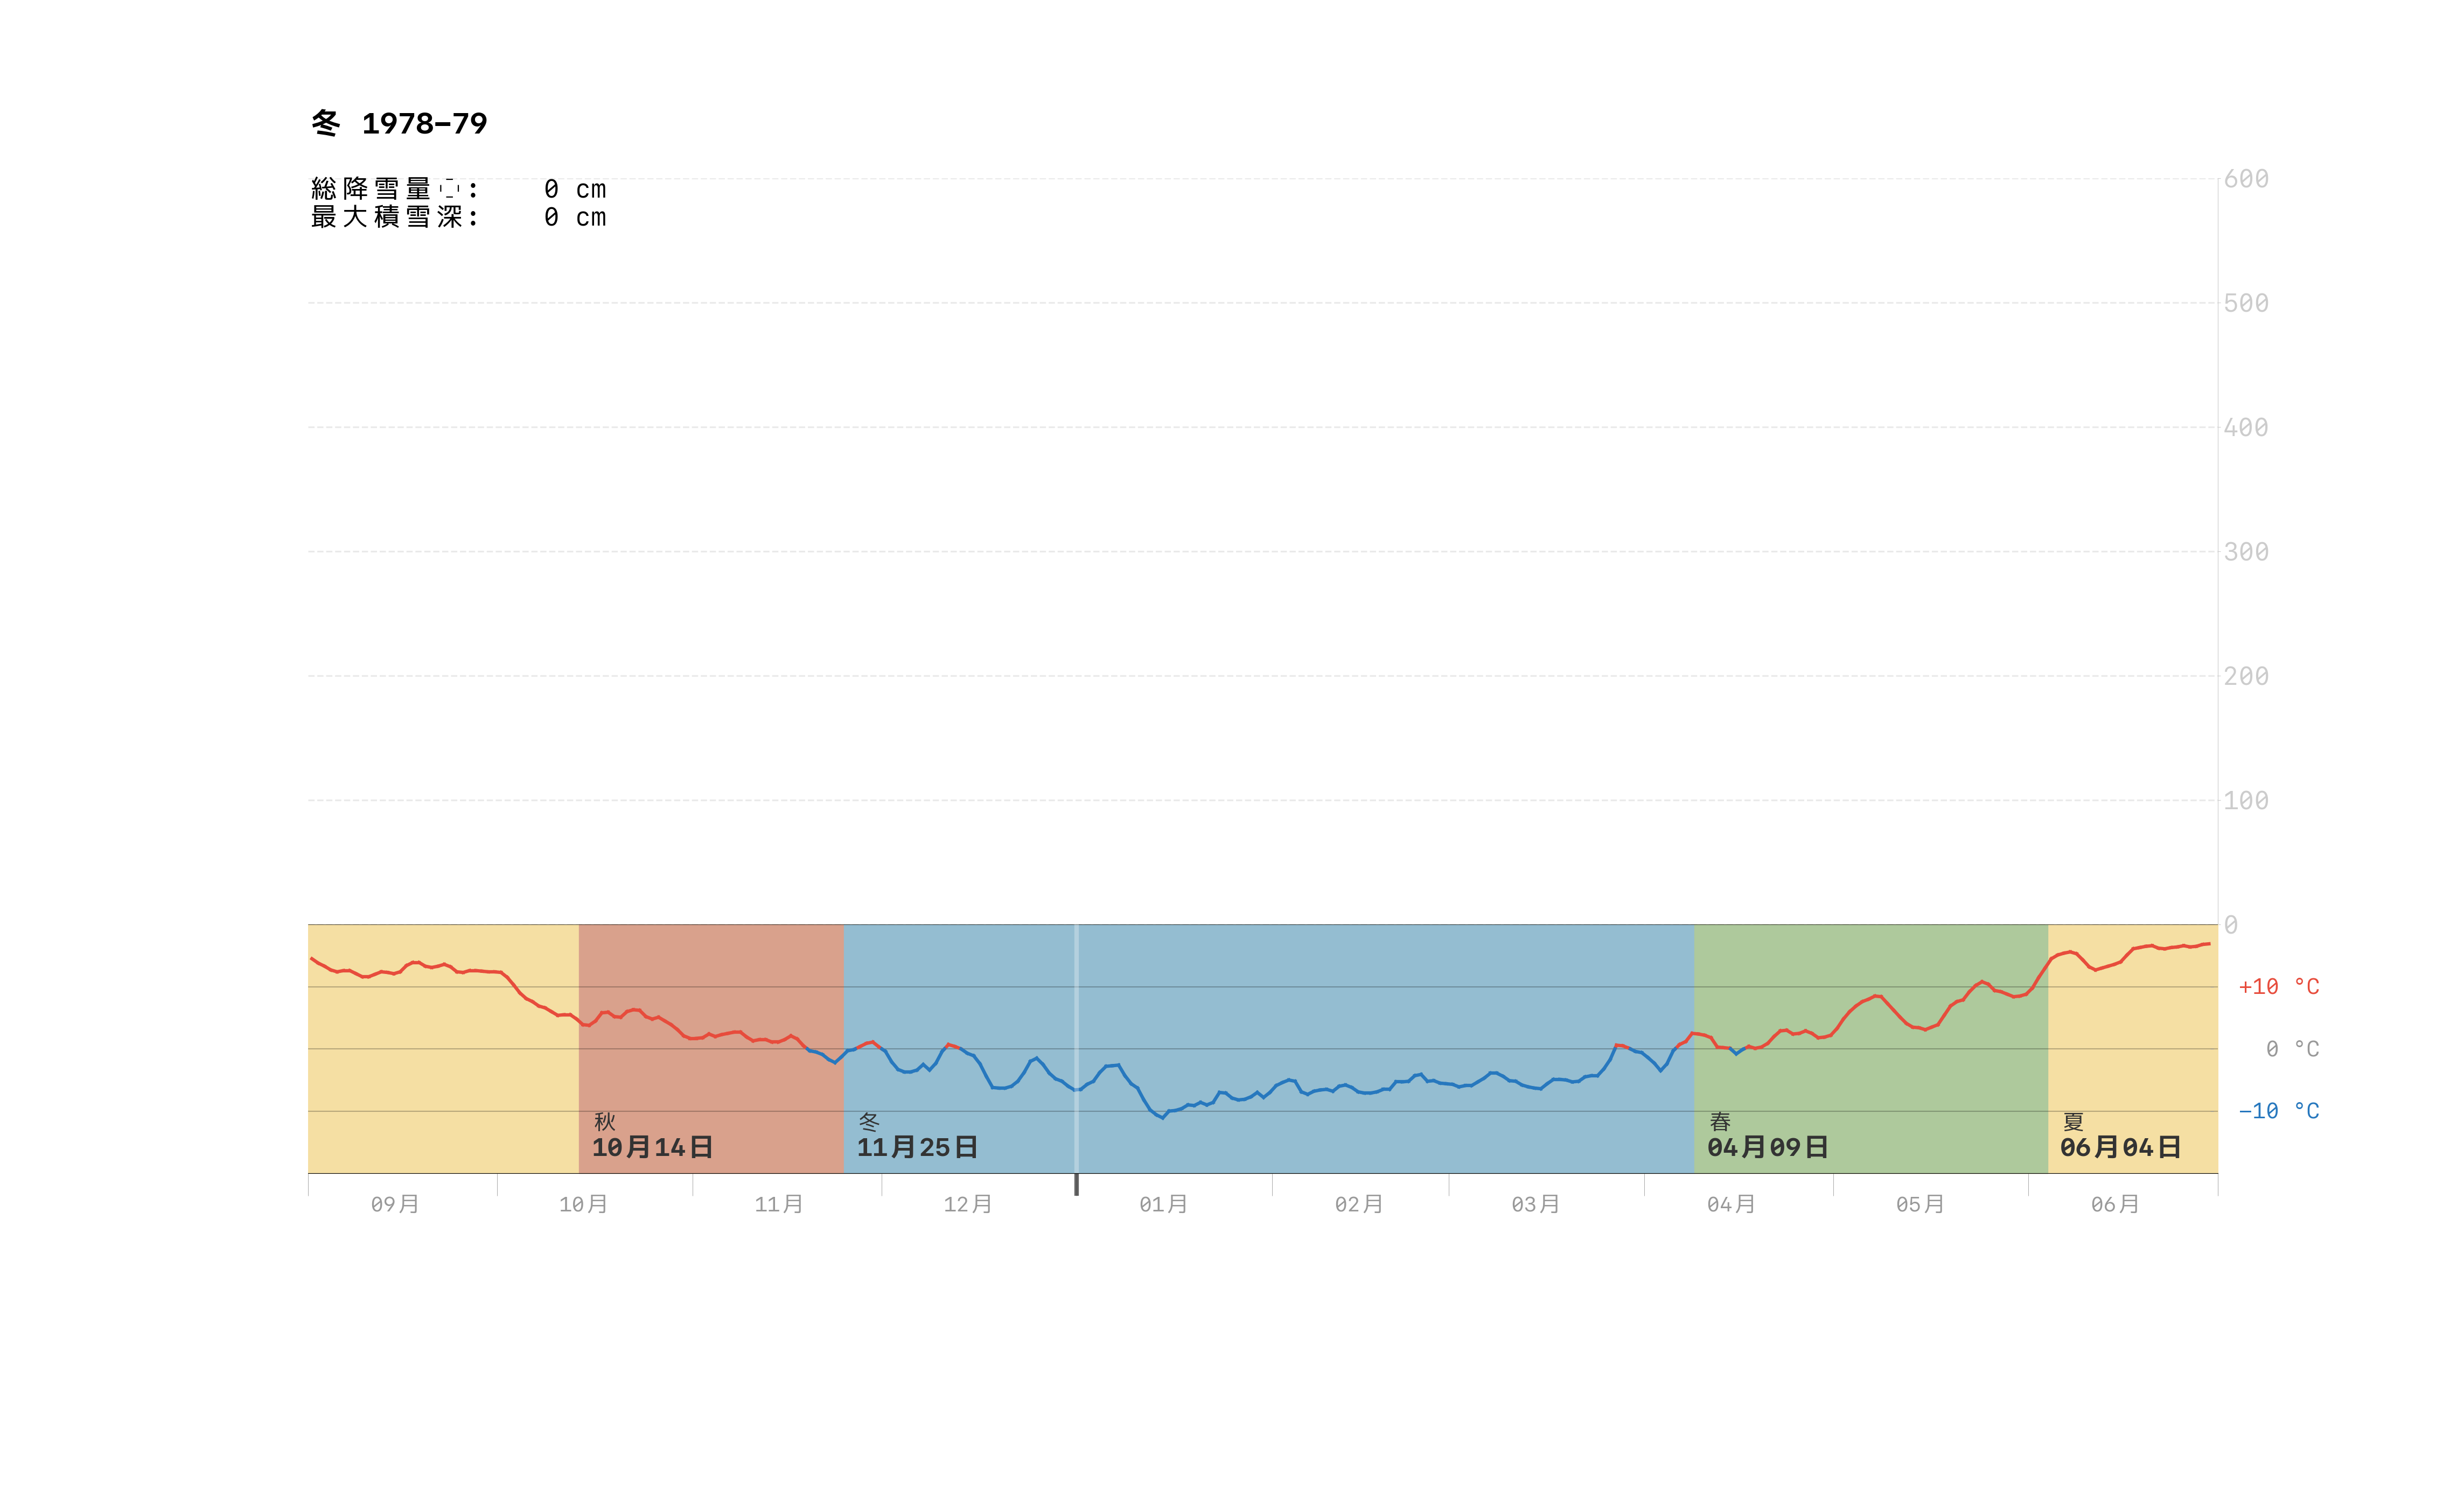 冬 1978–79
総降雪量 : 0 cm
最大積雪深: 0 cm
600
500
400
300
200
100
0
+10 °C
0 °C
−10 °C
秋
10月14日
冬
11月25日
春
04月09日
夏
06月04日
09月 10月 11月 12月 01月 02月 03月 04月 05月 06月